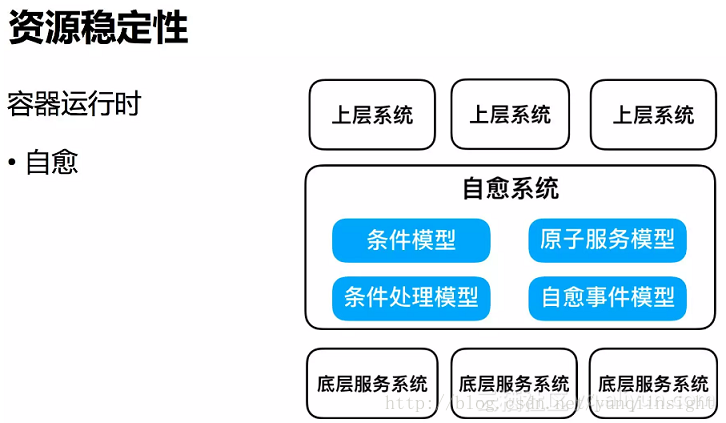 资源稳定性
容器运行时
• 自愈
上层系统 上层系统 上层系统
自愈系统
条件模型 原子服务模型
条件处理模型 自愈事件模型
底层服务系统 底层服务系统 底层服务系统
http://blog.csdn.net/yunqiinsight